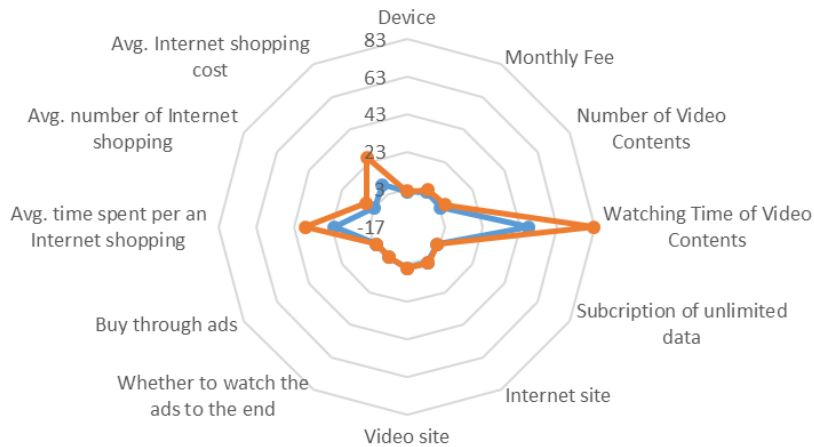 Device
83
63
43
23
3
-17
Monthly Fee
Number of Video
Contents
Watching Time of Video
Contents
Subcription of unlimited
data
Internet site
Video site
Whether to watch the
ads to the end
Buy through ads
Avg. time spent per an
Internet shopping
Avg. number of Internet
shopping
Avg. Internet shopping
cost